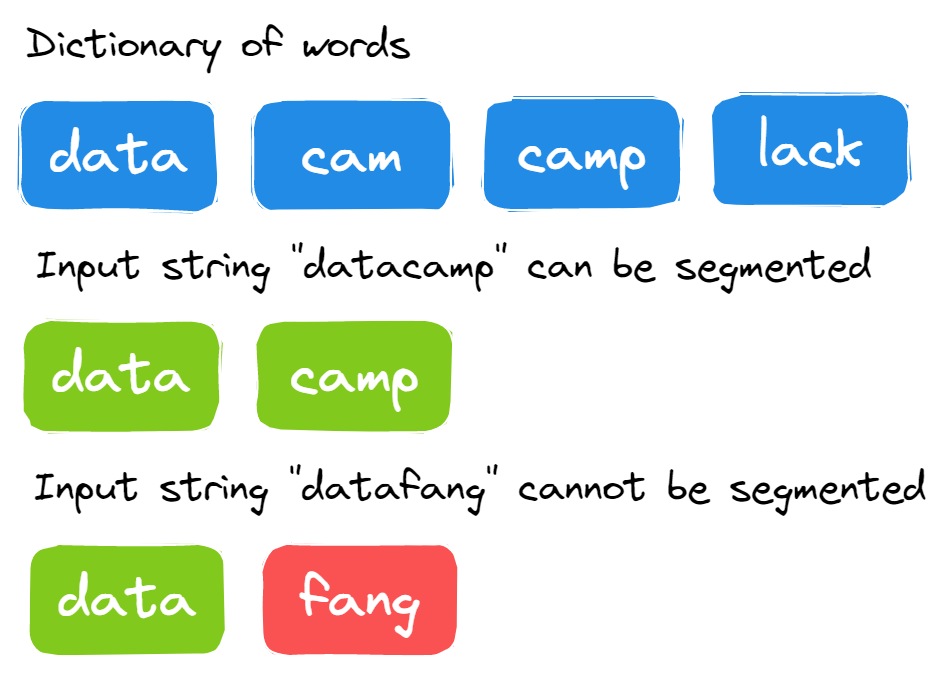 Dictionary of words
data cam camp lack
Input string "datacamp" can be segmented
data camp
Input string "datafang" cannot be segmented
data fang